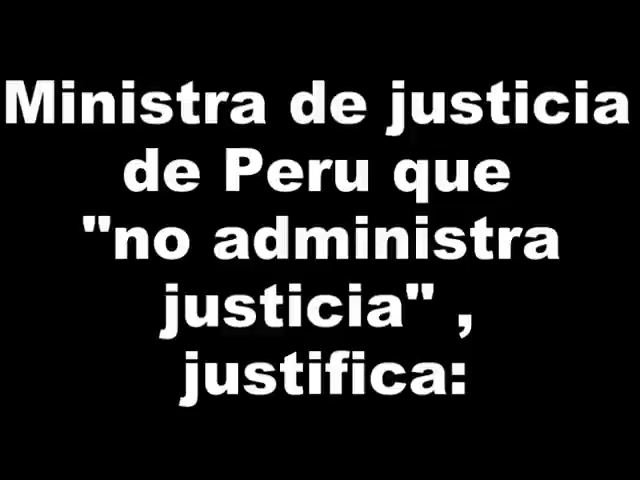 Ministra de justicia
de Peru que
"no administra
justicia" ,
justifica: